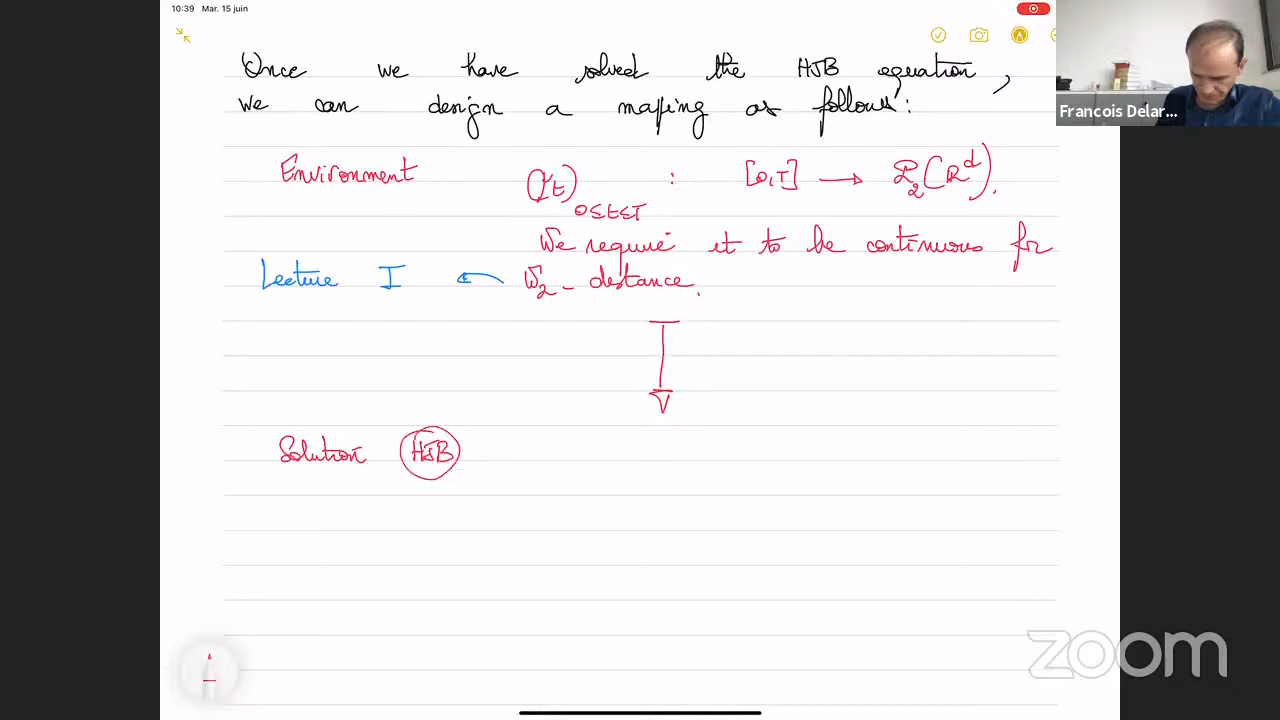 10:39 Mar. 15 juin
Once we have solved the HJB equation,
we can design a mapping as follows:
Environment (μt)0≤t≤T : [0,T] → P2(Rd).
We require it to be continuous for
Lecture I ← W2-distance.
Solution HJB
Francois Delar...
zoom